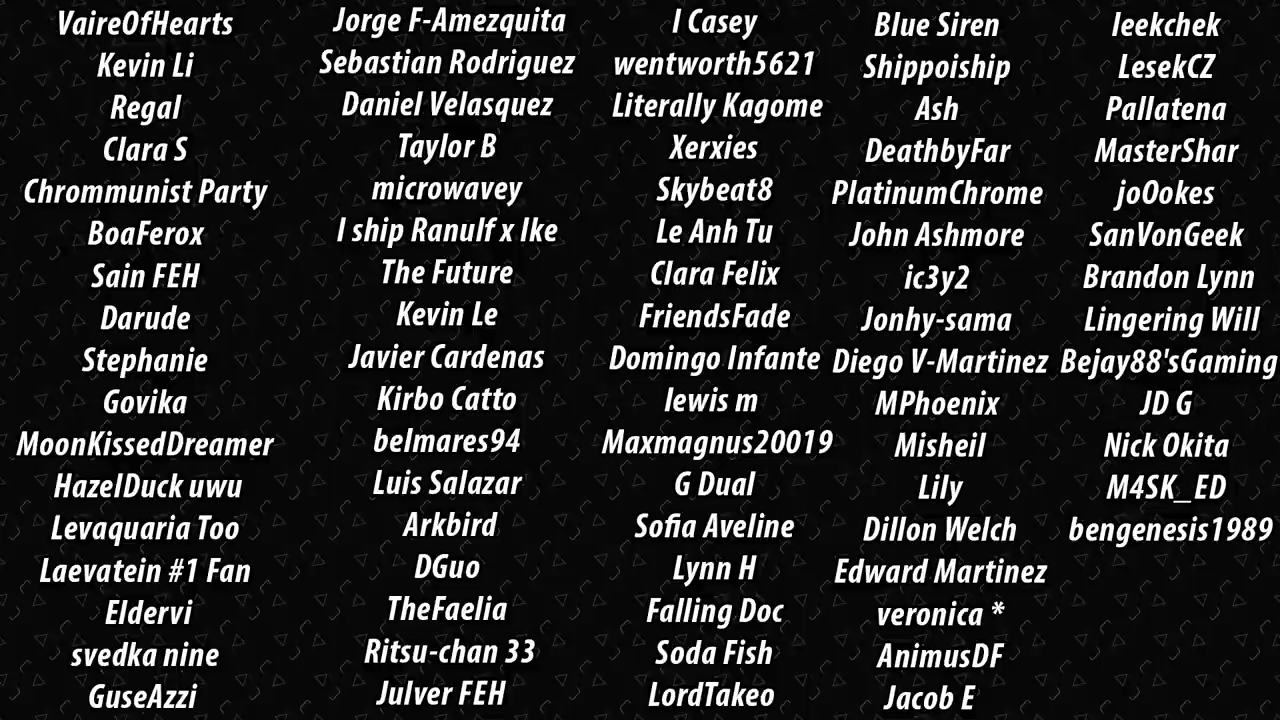 VaireOfHearts
Kevin Li
Regal
Clara S
Chrommunist Party
BoaFerox
Sain FEH
Darude
Stephanie
Govika
MoonKissedDreamer
HazelDuck uwu
Levaquaria Too
Laevatein #1 Fan
Eldervi
svedka nine
GuseAzzi
Jorge F-Amezquita
Sebastian Rodriguez
Daniel Velasquez
Taylor B
microwavey
I ship Ranulf x Ike
The Future
Kevin Le
Javier Cardenas
Kirbo Catto
belmares94
Luis Salazar
Arkbird
DGuo
TheFaelia
Ritsu-chan 33
Julver FEH
I Casey
wentworth5621
Literally Kagome
Xerxies
Skybeat8
Le Anh Tu
Clara Felix
FriendsFade
Domingo Infante
lewis m
Maxmagnus20019
G Dual
Sofia Aveline
Lynn H
Falling Doc
Soda Fish
LordTakeo
Blue Siren
Shippoiship
Ash
DeathbyFar
PlatinumChrome
John Ashmore
ic3y2
Jonhy-sama
Diego V-Martinez
MPhoenix
Misheil
Lily
Dillon Welch
Edward Martinez
veronica *
AnimusDF
Jacob E
leekchek
LesekCZ
Pallatena
MasterShar
joOokes
SanVonGeek
Brandon Lynn
Lingering Will
Bejay88'sGaming
JD G
Nick Okita
M4SK_ED
bengenesis1989